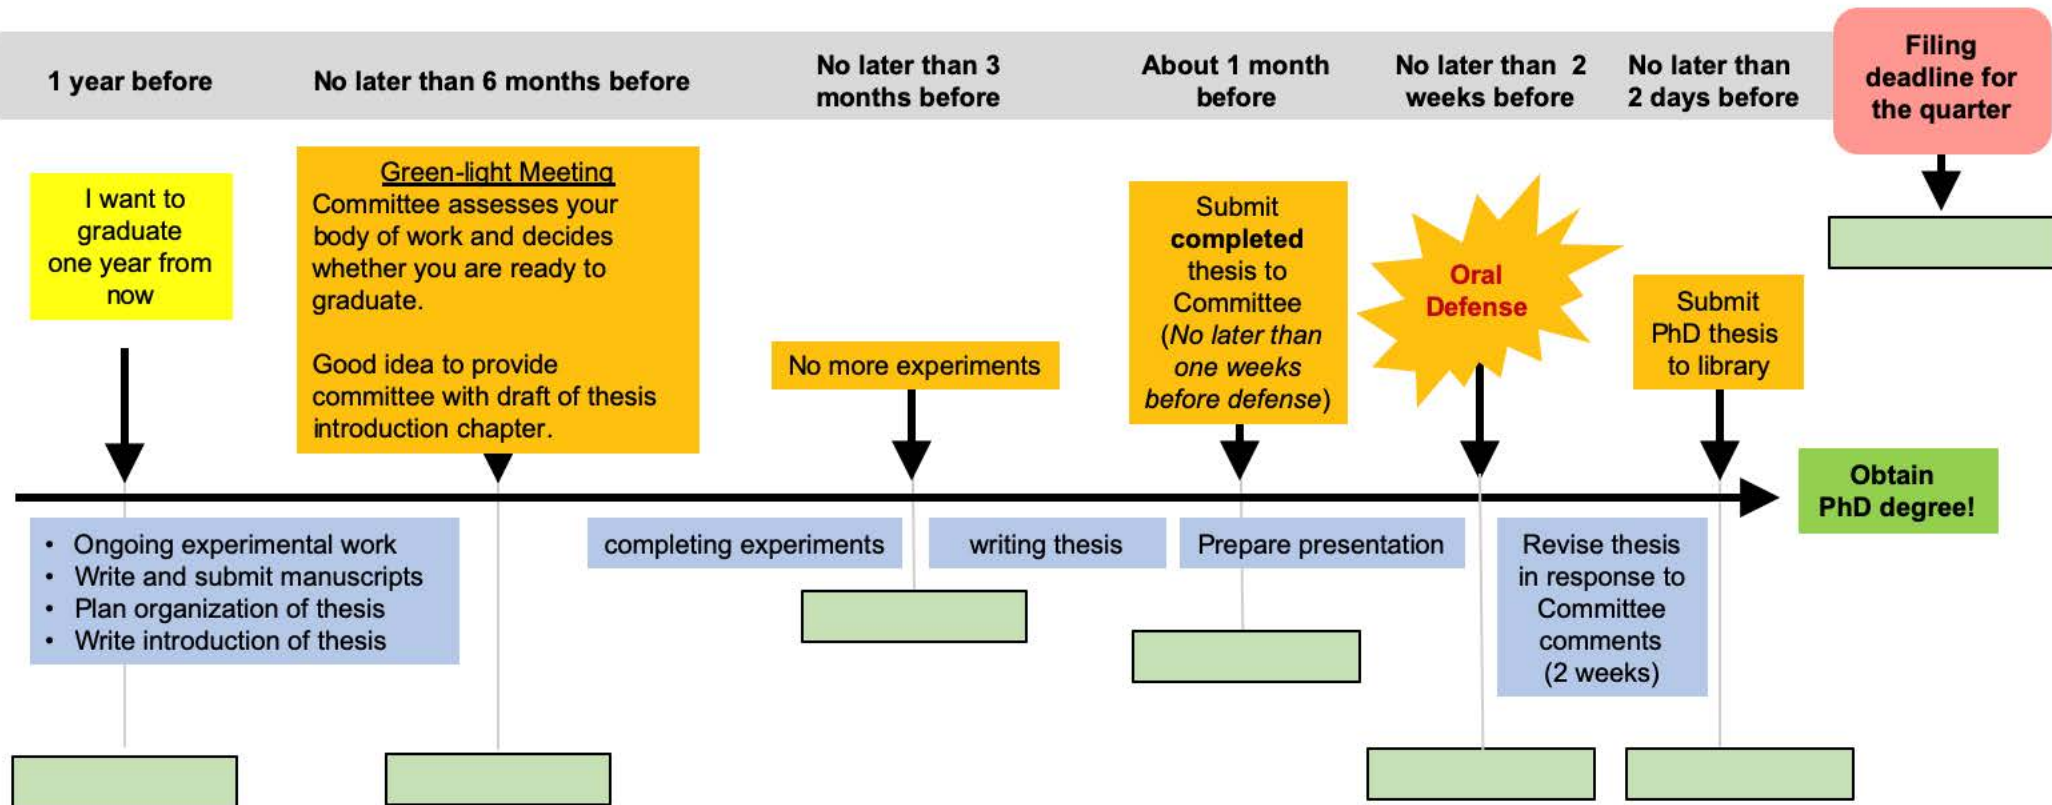 1 year before
No later than 6 months before
No later than 3
months before
About 1 month
before
No later than 2
weeks before
No later than
2 days before
Filing
deadline for
the quarter
I want to
graduate
one year from
now
Green-light Meeting
Committee assesses your
body of work and decides
whether you are ready to
graduate.
Good idea to provide
committee with draft of thesis
introduction chapter.
No more experiments
Submit
completed
thesis to
Committee
(No later than
one weeks
before defense)
Oral
Defense
Submit
PhD thesis
to library
Obtain
PhD degree!
• Ongoing experimental work
• Write and submit manuscripts
• Plan organization of thesis
• Write introduction of thesis
completing experiments
writing thesis
Prepare presentation
Revise thesis
in response to
Committee
comments
(2 weeks)